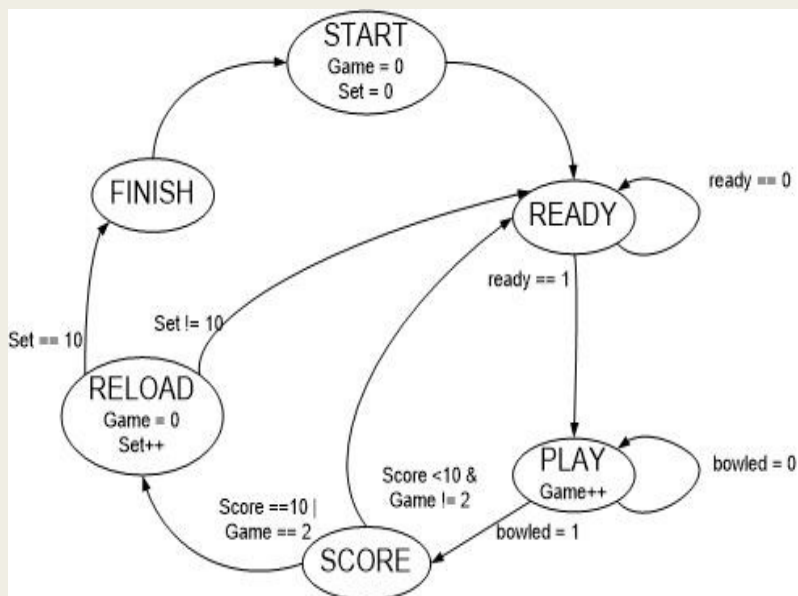 START
Game = 0
Set = 0
FINISH
READY
ready == 0
ready == 1
Set == 10
Set != 10
RELOAD
Game = 0
Set++
PLAY
Game++
bowled = 0
Score <10 &
Game != 2
Score ==10 |
Game == 2
bowled = 1
SCORE